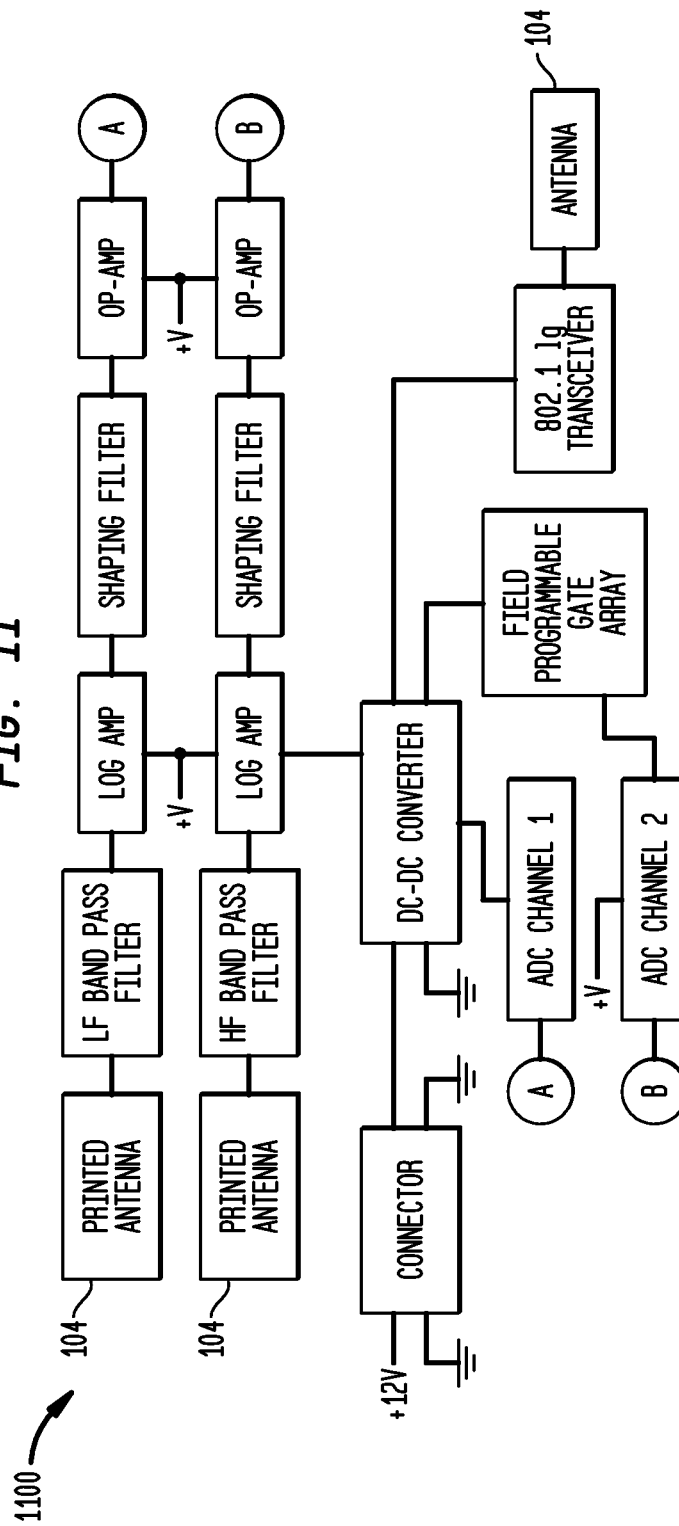 FIG. 11
1100
104
PRINTED
ANTENNA
LF BAND PASS
FILTER
LOG AMP
SHAPING FILTER
OP-AMP
A
+V
+V
104
PRINTED
ANTENNA
HF BAND PASS
FILTER
LOG AMP
SHAPING FILTER
OP-AMP
B
+12V
CONNECTOR
DC-DC CONVERTER
802.1 lg
TRANSCEIVER
ANTENNA
104
FIELD
PROGRAMMABLE
GATE
ARRAY
A
ADC CHANNEL 1
+V
B
ADC CHANNEL 2